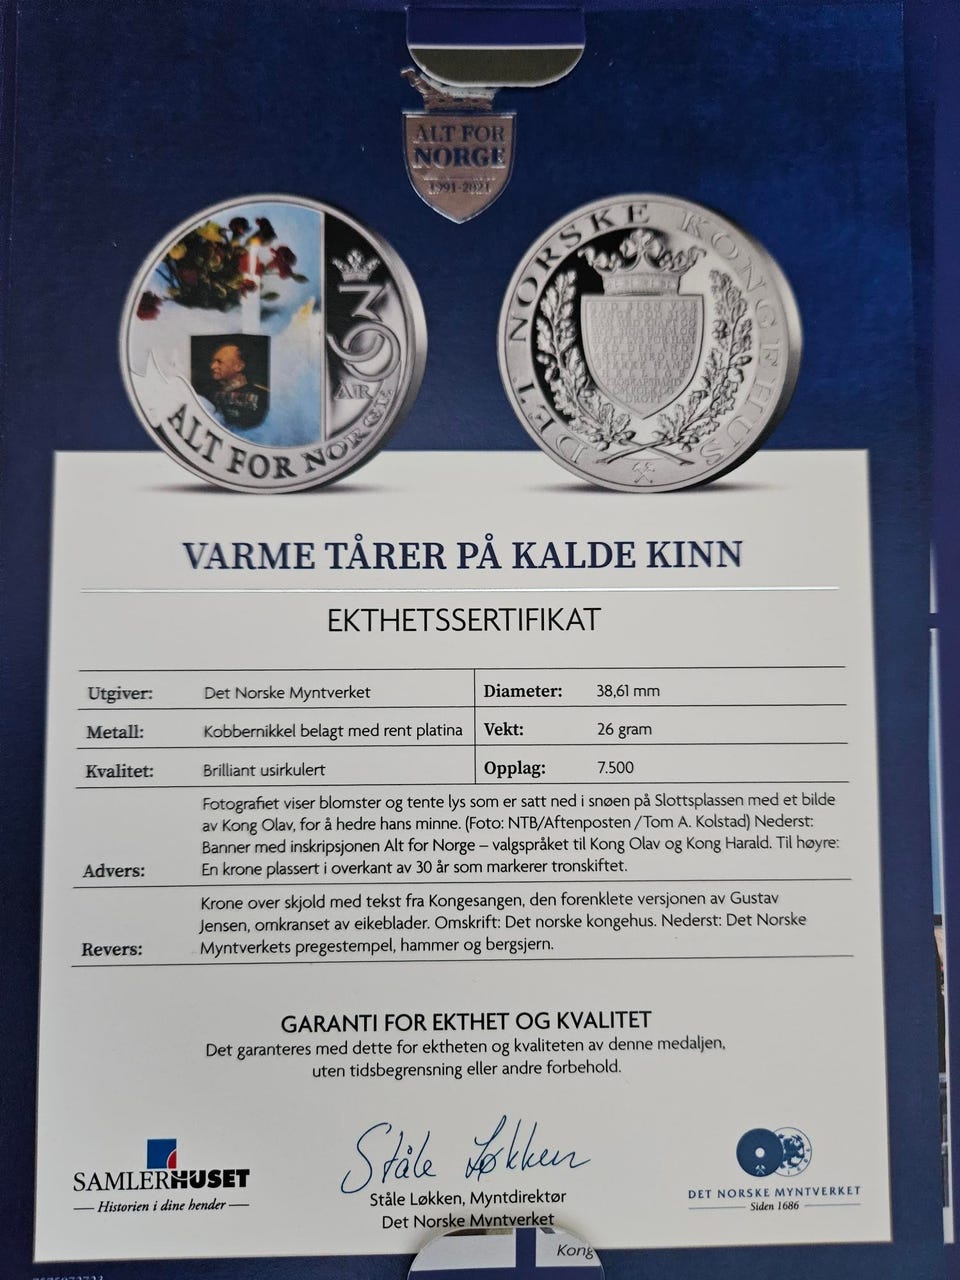 ALT FOR
NORGE
1991-2021
ALT FOR NORGE
30
ÅR
DET NORSKE KONGEHUS
VARME TÅRER PÅ KALDE KINN
EKTHETSSERTIFIKAT
Utgiver: Det Norske Myntverket Diameter: 38,61 mm
Metall: Kobbernikkel belagt med rent platina Vekt: 26 gram
Kvalitet: Brilliant usirkulert Opplag: 7.500
Fotografiet viser blomster og tente lys som er satt ned i snøen på Slottsplassen med et bilde
av Kong Olav, for å hedre hans minne. (Foto: NTB/Aftenposten /Tom A. Kolstad) Nederst:
Banner med inskripsjonen Alt for Norge – valgspråket til Kong Olav og Kong Harald. Til høyre:
Advers: En krone plassert i overkant av 30 år som markerer tronskiftet.
Krone over skjold med tekst fra Kongesangen, den forenklete versjonen av Gustav
Jensen, omkranset av eikeblader. Omskrift: Det norske kongehus. Nederst: Det Norske
Revers: Myntverkets pregestempel, hammer og bergsjern.
GARANTI FOR EKTHET OG KVALITET
Det garanteres med dette for ektheten og kvaliteten av denne medaljen,
uten tidsbegrensning eller andre forbehold.
Ståle Løkken
SAMLERHUSET
Historien i dine hender
Ståle Løkken, Myntdirektør
Det Norske Myntverket
DET NORSKE MYNTVERKET
Siden 1686
Kong